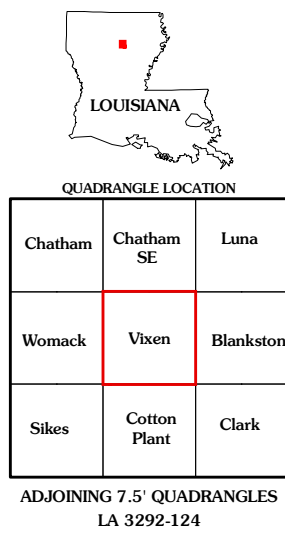 LOUISIANA
QUADRANGLE LOCATION
Chatham
Chatham
SE
Luna
Womack
Vixen
Blankston
Sikes
Cotton
Plant
Clark
ADJOINING 7.5' QUADRANGLES
LA 3292-124